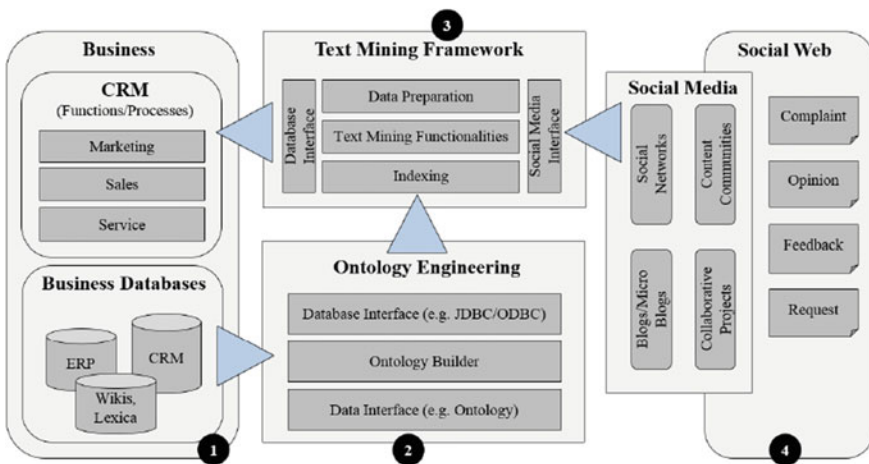 Business
CRM
(Functions/Processes)
Marketing
Sales
Service
Business Databases
ERP
CRM
Wikis,
Lexica
1
3
Text Mining Framework
Database
Interface
Data Preparation
Text Mining Functionalities
Indexing
Social Media
Interface
Ontology Engineering
Database Interface (e.g. JDBC/ODBC)
Ontology Builder
Data Interface (e.g. Ontology)
2
Social Media
Social
Networks
Content
Communities
Blogs/Micro
Blogs
Collaborative
Projects
Social Web
Complaint
Opinion
Feedback
Request
4